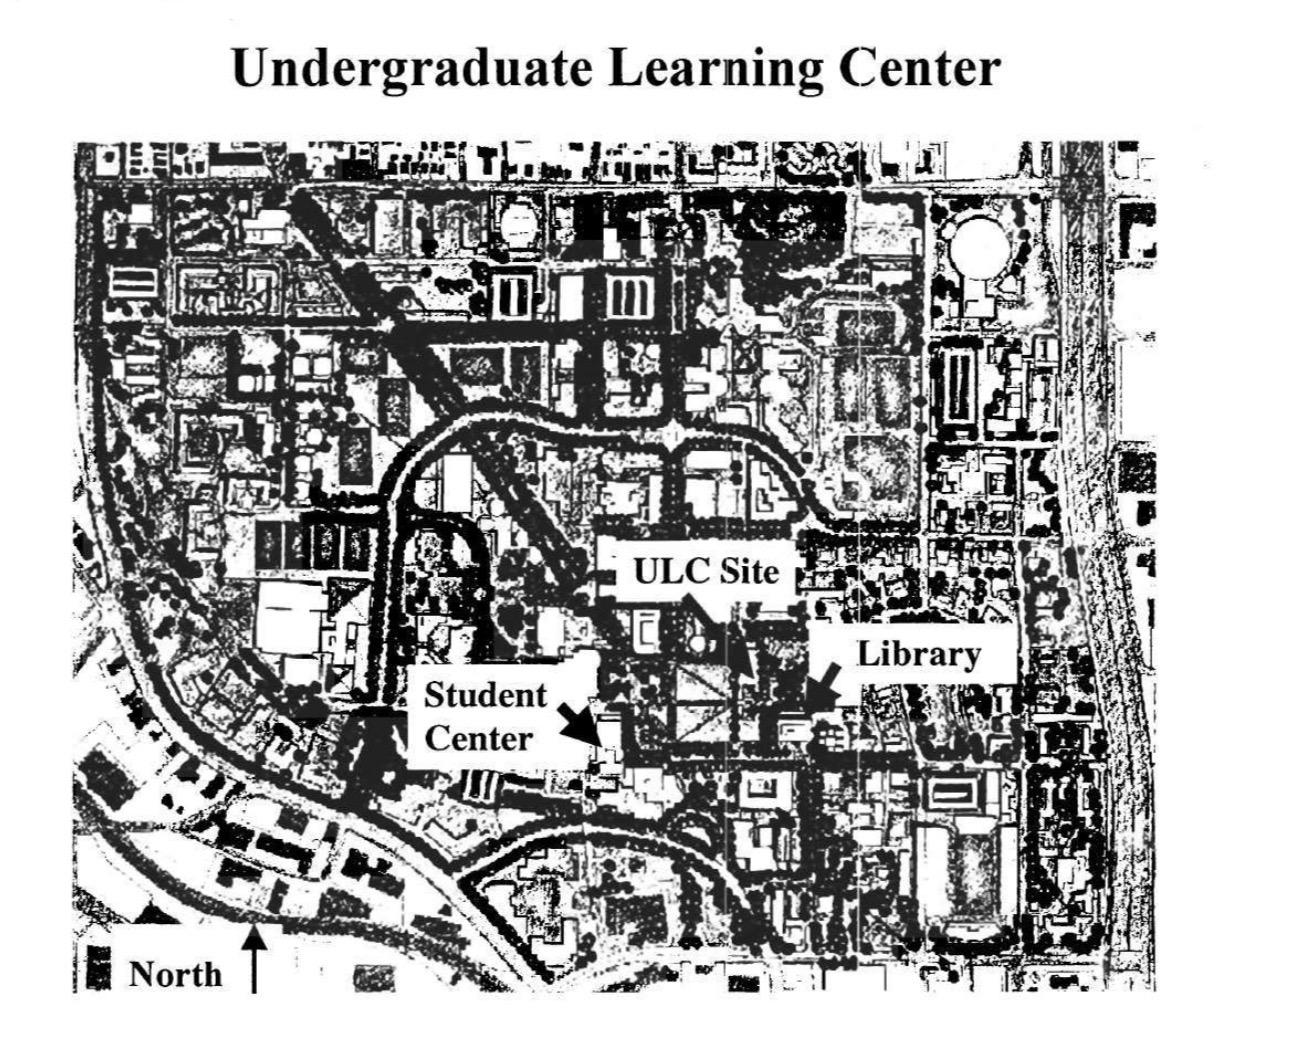 Undergraduate Learning Center
ULC Site
Library
Student
Center
North